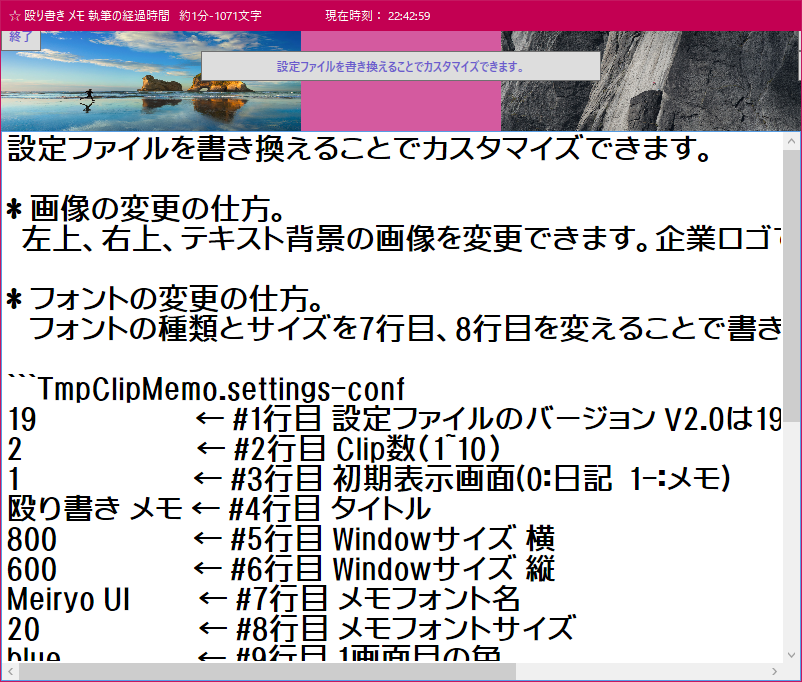 ☆ 殴り書き メモ 執筆の経過時間 約1分-1071文字 現在時刻： 22:42:59
終了
設定ファイルを書き換えることでカスタマイズできます。
設定ファイルを書き換えることでカスタマイズできます。
* 画像の変更の仕方。
左上、右上、テキスト背景の画像を変更できます。企業ロゴで
* フォントの変更の仕方。
フォントの種類とサイズを7行目、8行目を変えることで書き
```TmpClipMemo.settings-conf
19 ← #1行目 設定ファイルのバージョン V2.0は19
2 ← #2行目 Clip数(1~10)
1 ← #3行目 初期表示画面(0:日記 1-:メモ)
殴り書き メモ ← #4行目 タイトル
800 ← #5行目 Windowサイズ 横
600 ← #6行目 Windowサイズ 縦
Meiryo UI ← #7行目 メモフォント名
20 ← #8行目 メモフォントサイズ
blue ← #9行目 1画面目の色